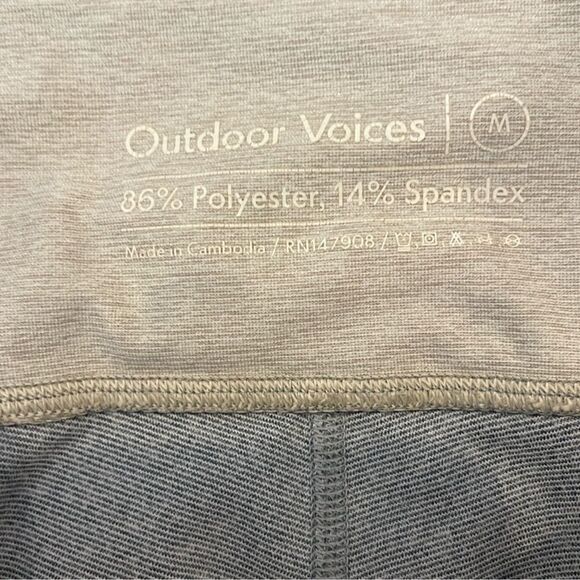 Outdoor Voices | M
86% Polyester, 14% Spandex
Made in Cambodia / RN147908 /